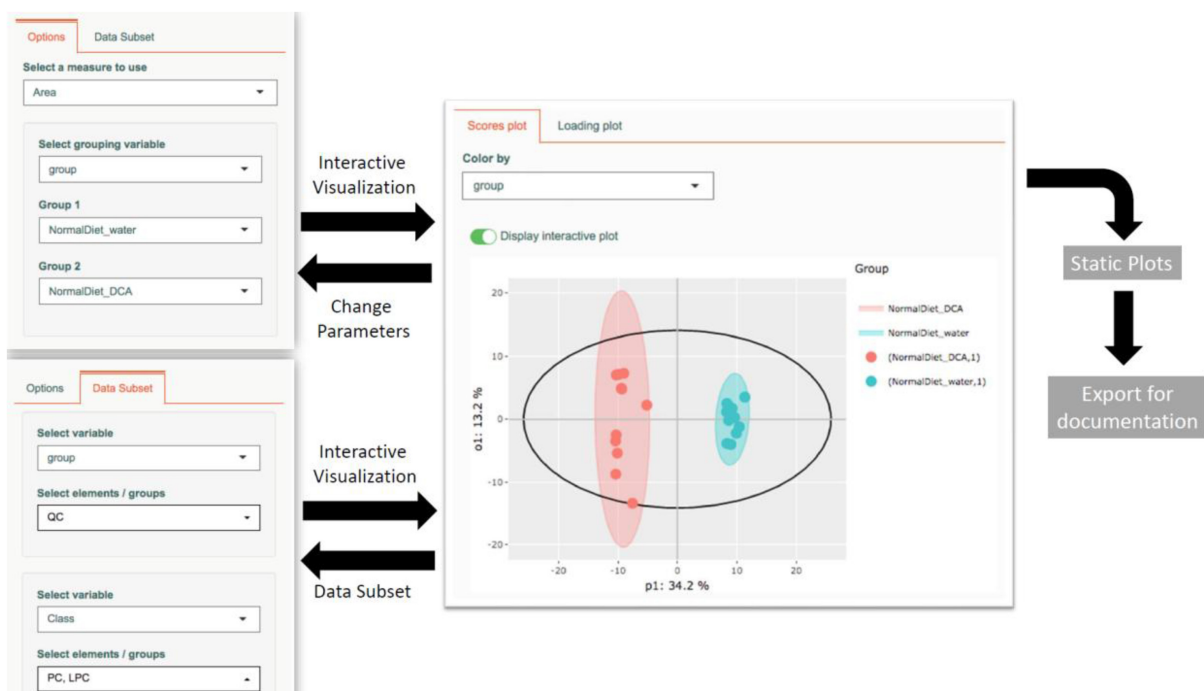 Options Data Subset
Select a measure to use
Area
Select grouping variable
group
Group 1
NormalDiet_water
Group 2
NormalDiet_DCA
Options Data Subset
Select variable
group
Select elements / groups
QC
Select variable
Class
Select elements / groups
PC, LPC
Interactive
Visualization
Change
Parameters
Interactive
Visualization
Data Subset
Scores plot Loading plot
Color by
group
Display interactive plot
Group
NormalDiet_DCA
NormalDiet_water
(NormalDiet_DCA,1)
(NormalDiet_water,1)
o1: 13.2 %
20
10
0
-10
-20
-20 -10 0 10 20
p1: 34.2 %
Static Plots
Export for
documentation